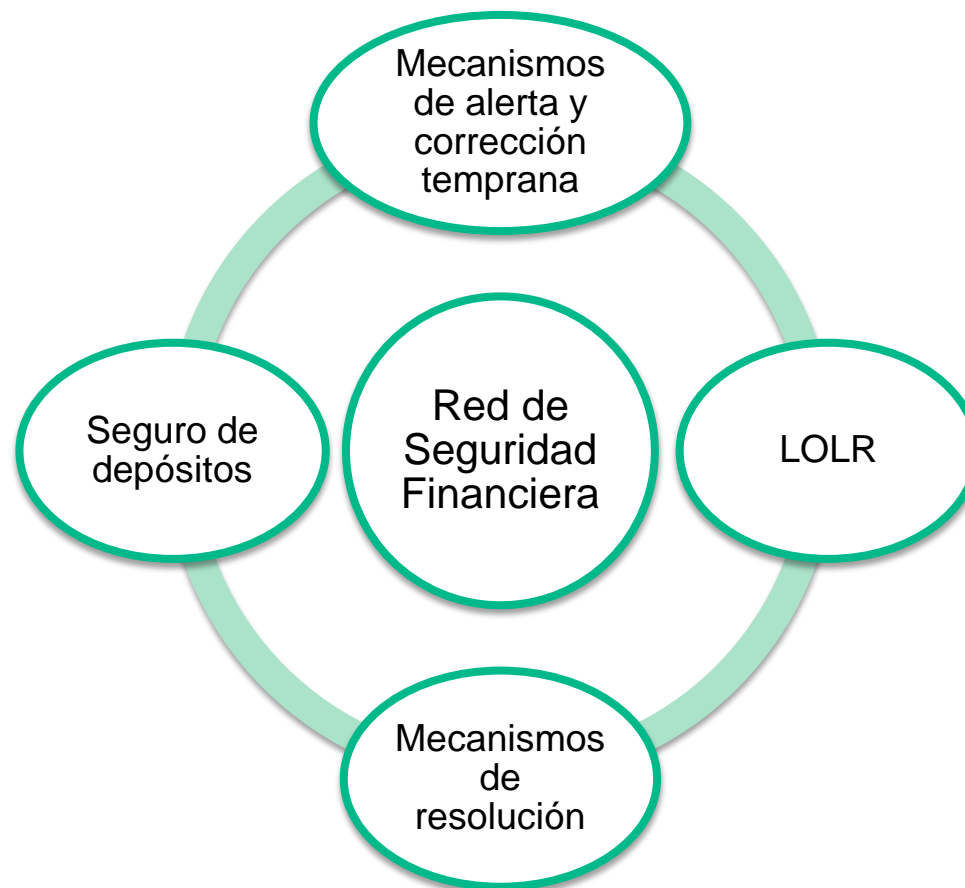 Mecanismos
de alerta y
corrección
temprana
Seguro de
depósitos
Red de
Seguridad
Financiera
LOLR
Mecanismos
de
resolución